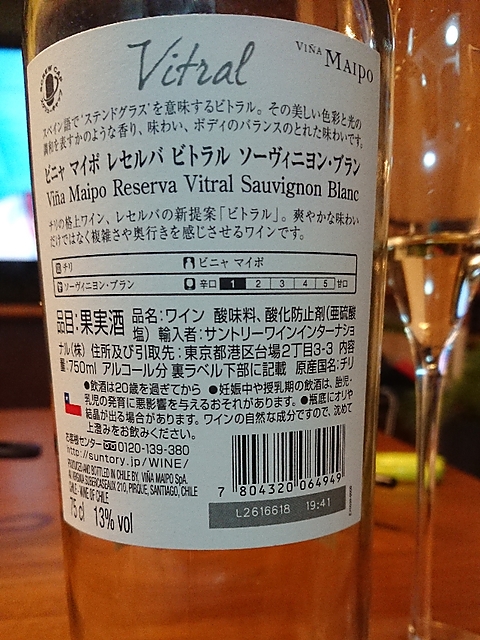 Vitral
VIÑA MAIPO
スペイン語で"ステンドグラス"を意味するビトラル。その美しい色彩と光の
調和を表すかのような香り、味わい、ボディのバランスのとれた味わいです。
ビニャ マイポ レセルバ ビトラル ソーヴィニヨン・ブラン
Viña Maipo Reserva Vitral Sauvignon Blanc
チリの格上ワイン、レセルバの新提案「ビトラル」。爽やかな味わい
だけではなく複雑さや奥行きを感じさせるワインです。
チリ ビニャ マイポ
ソーヴィニヨン・ブラン 辛口 1 2 3 4 5 甘口
品目:果実酒 品名:ワイン 酸味料、酸化防止剤(亜硫酸
塩) 輸入者:サントリーワインインターナショ
ナル(株) 住所及び引取先:東京都港区台場2丁目3-3 内容
量:750ml アルコール分 裏ラベル下部に記載 原産国名:チリ
●飲酒は20歳を過ぎてから ●妊娠中や授乳期の飲酒は、胎児・
乳児の発育に悪影響を与えるおそれがあります。●瓶底にオリや
結晶が出る場合があります。ワインの自然な成分ですので、沈めて
上澄みをお飲みください。
お客様センター 0120-139-380
http://suntory.jp/WINE/
PRODUCED AND BOTTLED IN CHILE BY, VIÑA MAIPO SpA.
AV. VIRGINIA SUBERCASEAUX 210, PIRQUE, SANTIAGO, CHILE
CHILE - WINE OF CHILE
75 cl 13% vol
7 804320 064949
L2616618 19:41